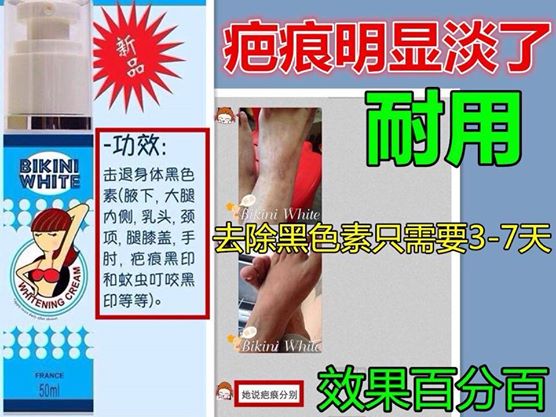 新品
疤痕明显淡了
耐用
-功效:
击退身体黑色
素(腋下, 大腿
内侧, 乳头, 颈
项, 腿膝盖, 手
肘, 疤痕黑印
和蚊虫叮咬黑
印等等)。
BIKINI
WHITE
WHITENING CREAM
FRANCE
50ml
Bikini White
去除黑色素只需要3-7天
Bikini White
她说疤痕分别
效果百分百